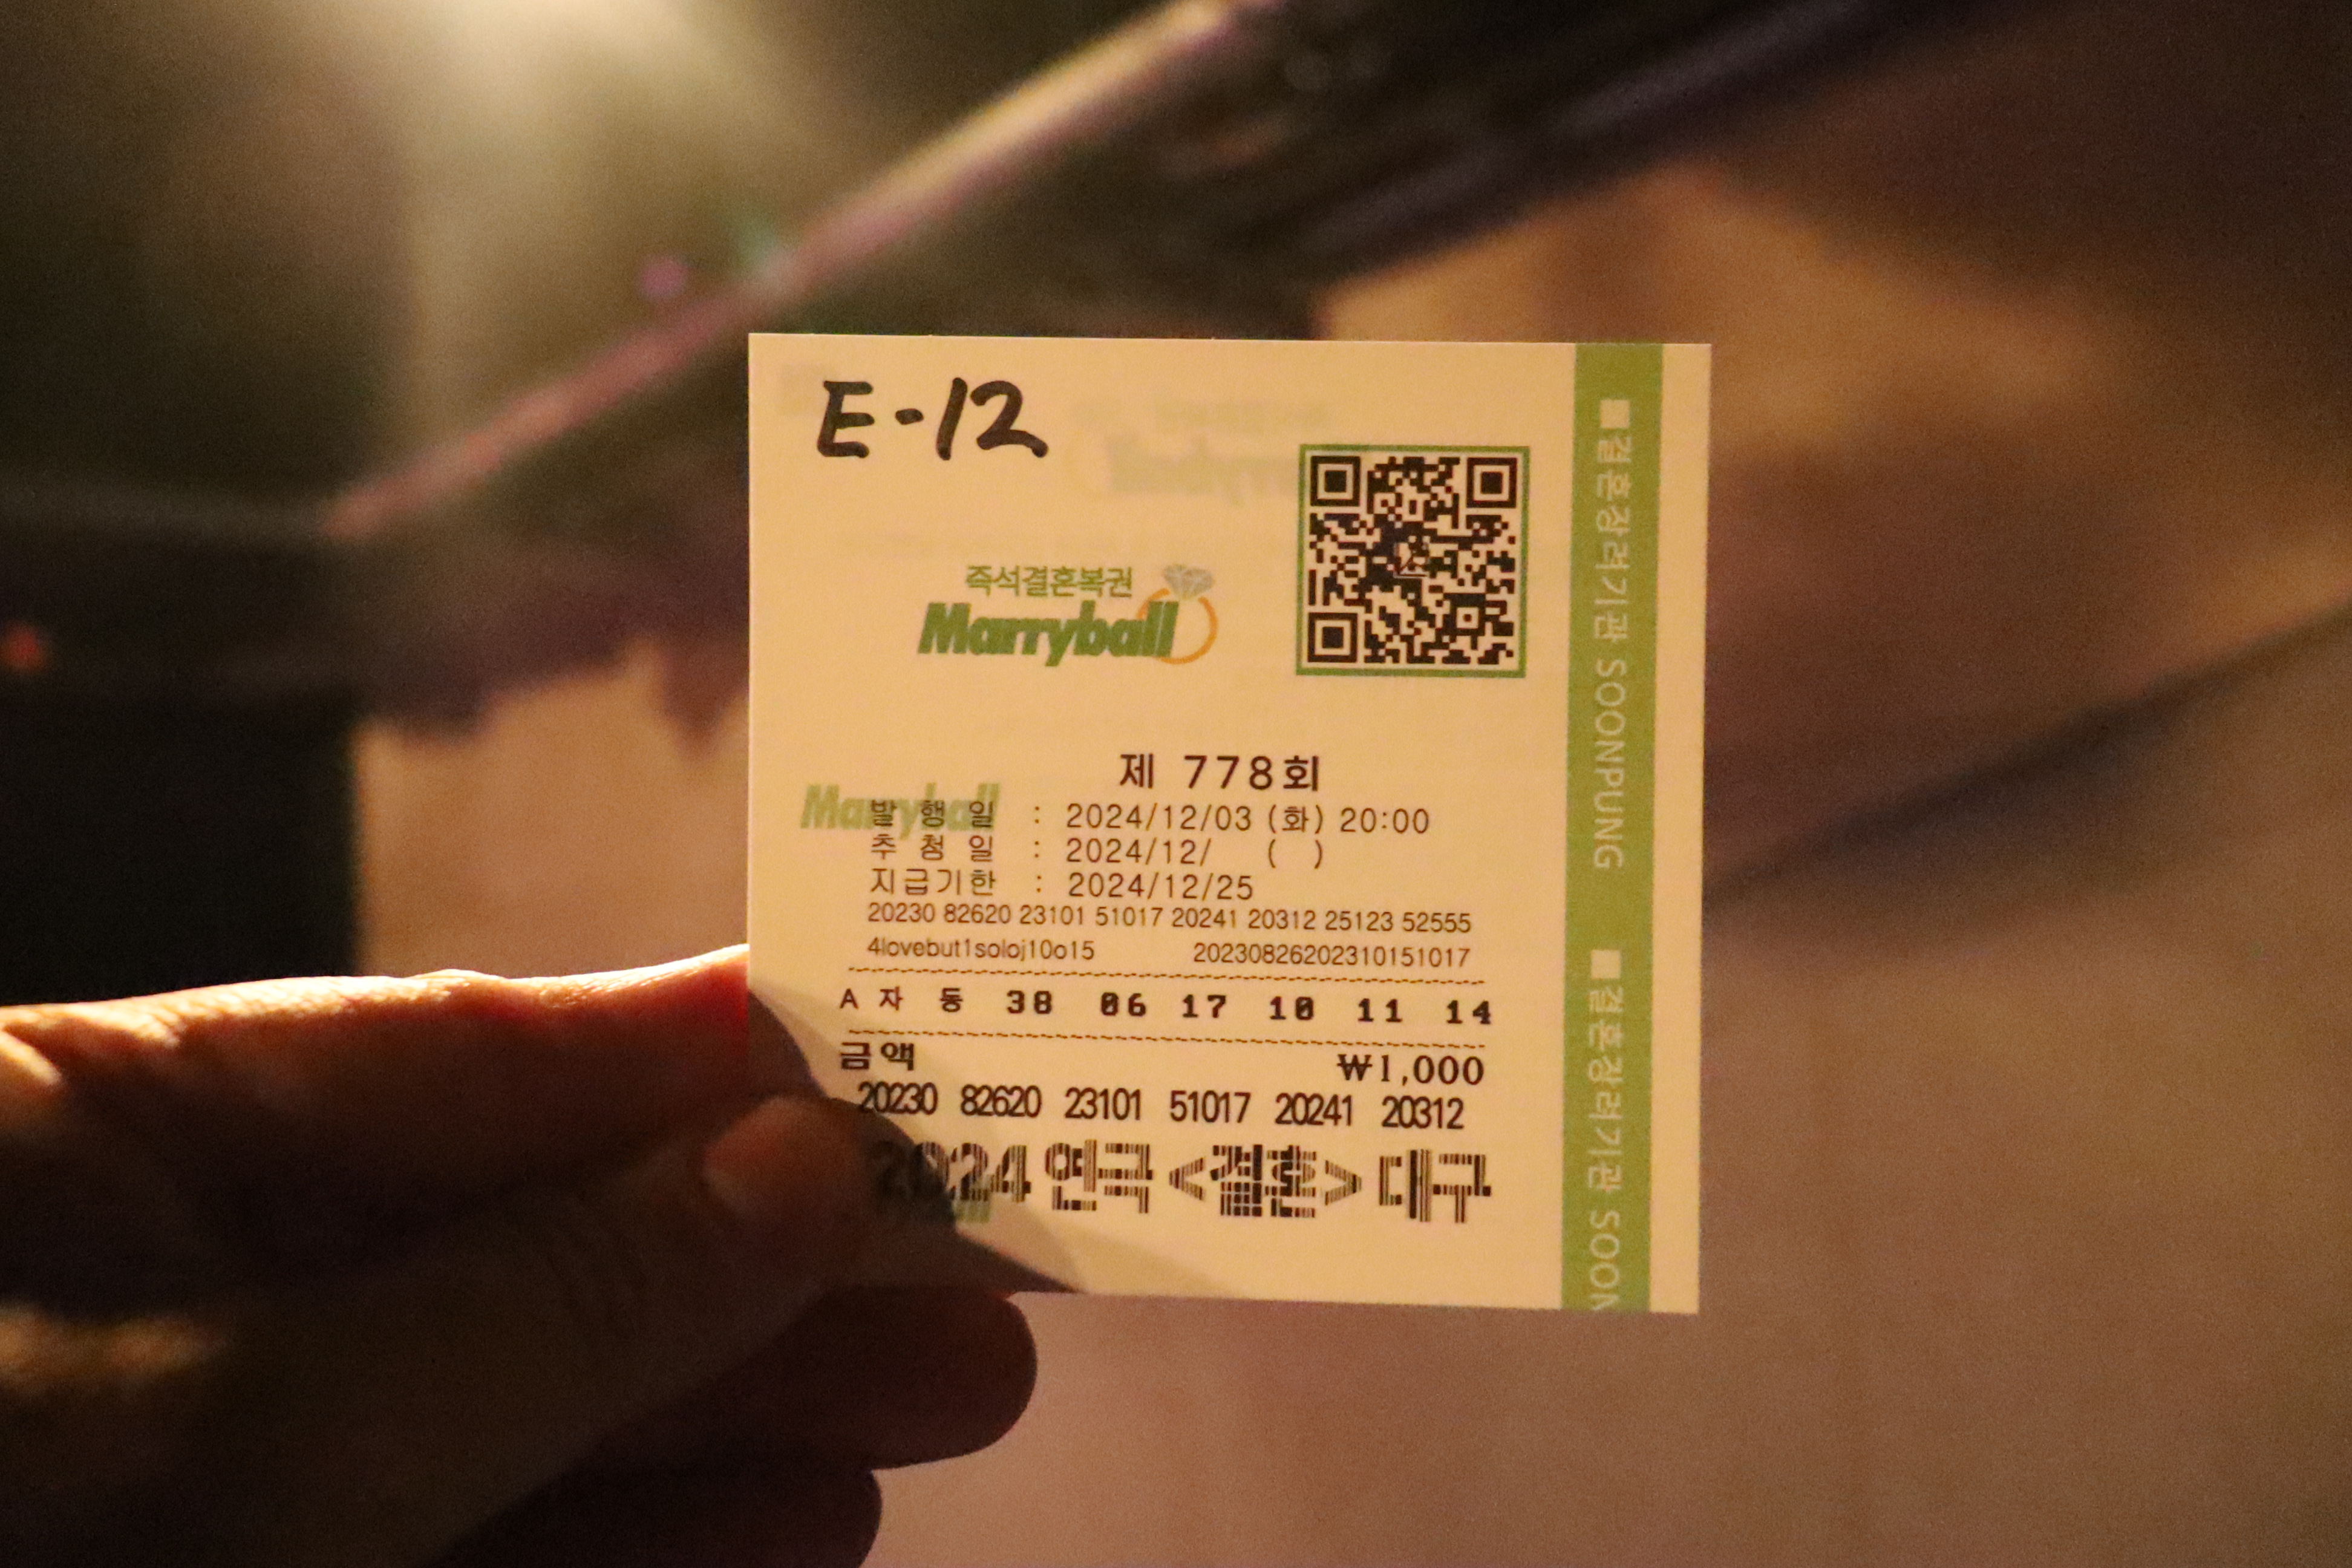 E-12
즉석결혼복권
Marryball
제 778회
Marryball
발 행 일 : 2024/12/03 (화) 20:00
추 첨 일 : 2024/12/ ( )
지급기한 : 2024/12/25
20230 82620 23101 51017 20241 20312 25123 52555
4lovebut1soloj10o15 20230826202310151017
A 자 동 38 06 17 10 11 14
금액 ₩1,000
20230 82620 23101 51017 20241 20312
2024 연극 <결혼> 대구
■결혼장려기관 SOONPUNG ■결혼장려기관 SOON